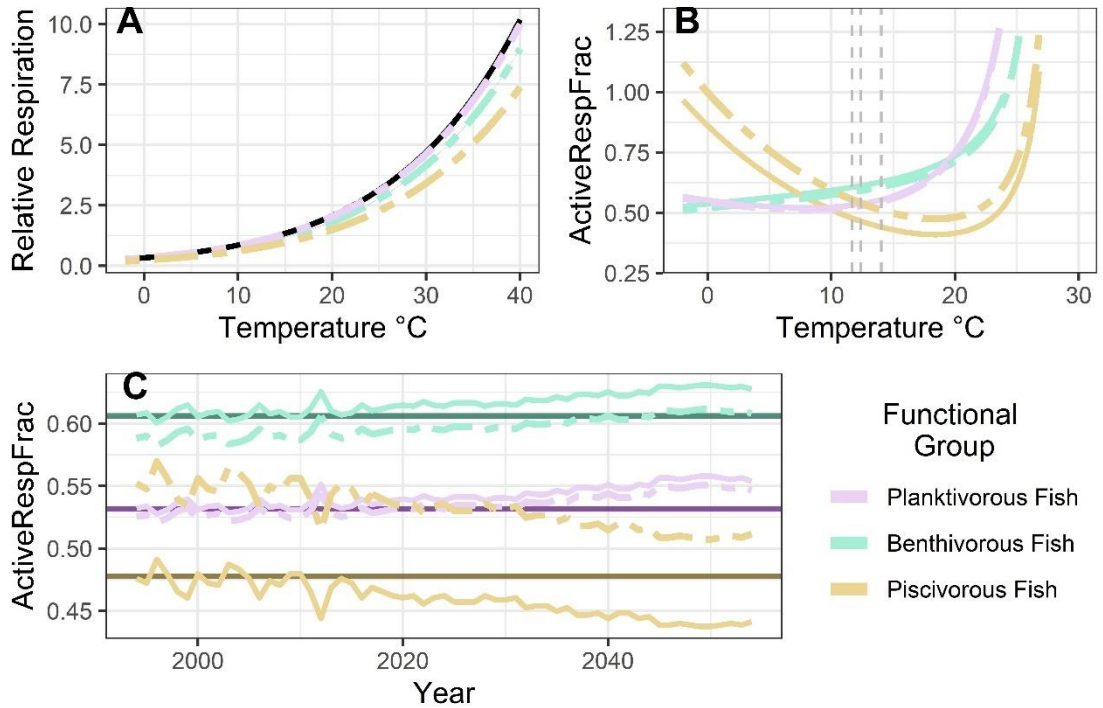 A
Relative Respiration
10.0
7.5
5.0
2.5
0.0
0
10
20
30
40
Temperature °C
B
ActiveRespFrac
1.25
1.00
0.75
0.50
0.25
0
10
20
30
Temperature °C
C
ActiveRespFrac
0.60
0.55
0.50
0.45
2000
2020
2040
Year
Functional
Group
Planktivorous Fish
Benthivorous Fish
Piscivorous Fish